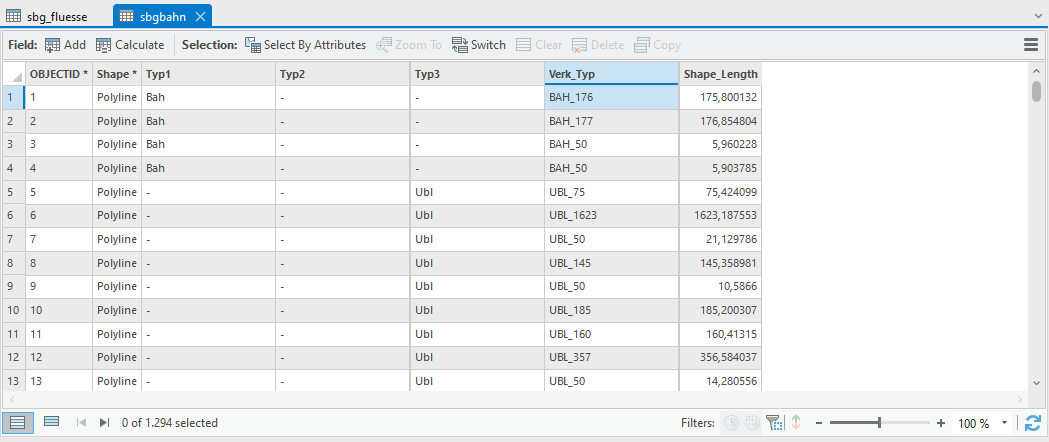 sbg_fluesse sbgbahn
Field: Add Calculate Selection: Select By Attributes Zoom To Switch Clear Delete Copy
OBJECTID * Shape * Typ1 Typ2 Typ3 Verk_Typ Shape_Length
1 1 Polyline Bah - - BAH_176 175,800132
2 2 Polyline Bah - - BAH_177 176,854804
3 3 Polyline Bah - - BAH_50 5,960228
4 4 Polyline Bah - - BAH_50 5,903785
5 5 Polyline - - Ubl UBL_75 75,424099
6 6 Polyline - - Ubl UBL_1623 1623,187553
7 7 Polyline - - Ubl UBL_50 21,129786
8 8 Polyline - - Ubl UBL_145 145,358981
9 9 Polyline - - Ubl UBL_50 10,5866
10 10 Polyline - - Ubl UBL_185 185,200307
11 11 Polyline - - Ubl UBL_160 160,41315
12 12 Polyline - - Ubl UBL_357 356,584037
13 13 Polyline - - Ubl UBL_50 14,280556
0 of 1.294 selected Filters: - + 100 %